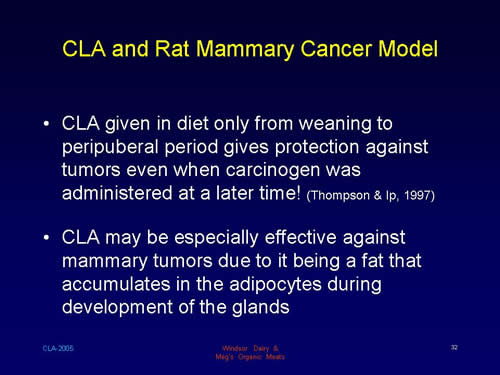 CLA and Rat Mammary Cancer Model
• CLA given in diet only from weaning to
peripuberal period gives protection against
tumors even when carcinogen was
administered at a later time! (Thompson & Ip, 1997)
• CLA may be especially effective against
mammary tumors due to it being a fat that
accumulates in the adipocytes during
development of the glands
CLA-2005
Windsor Dairy &
Meg's Organic Meats
32